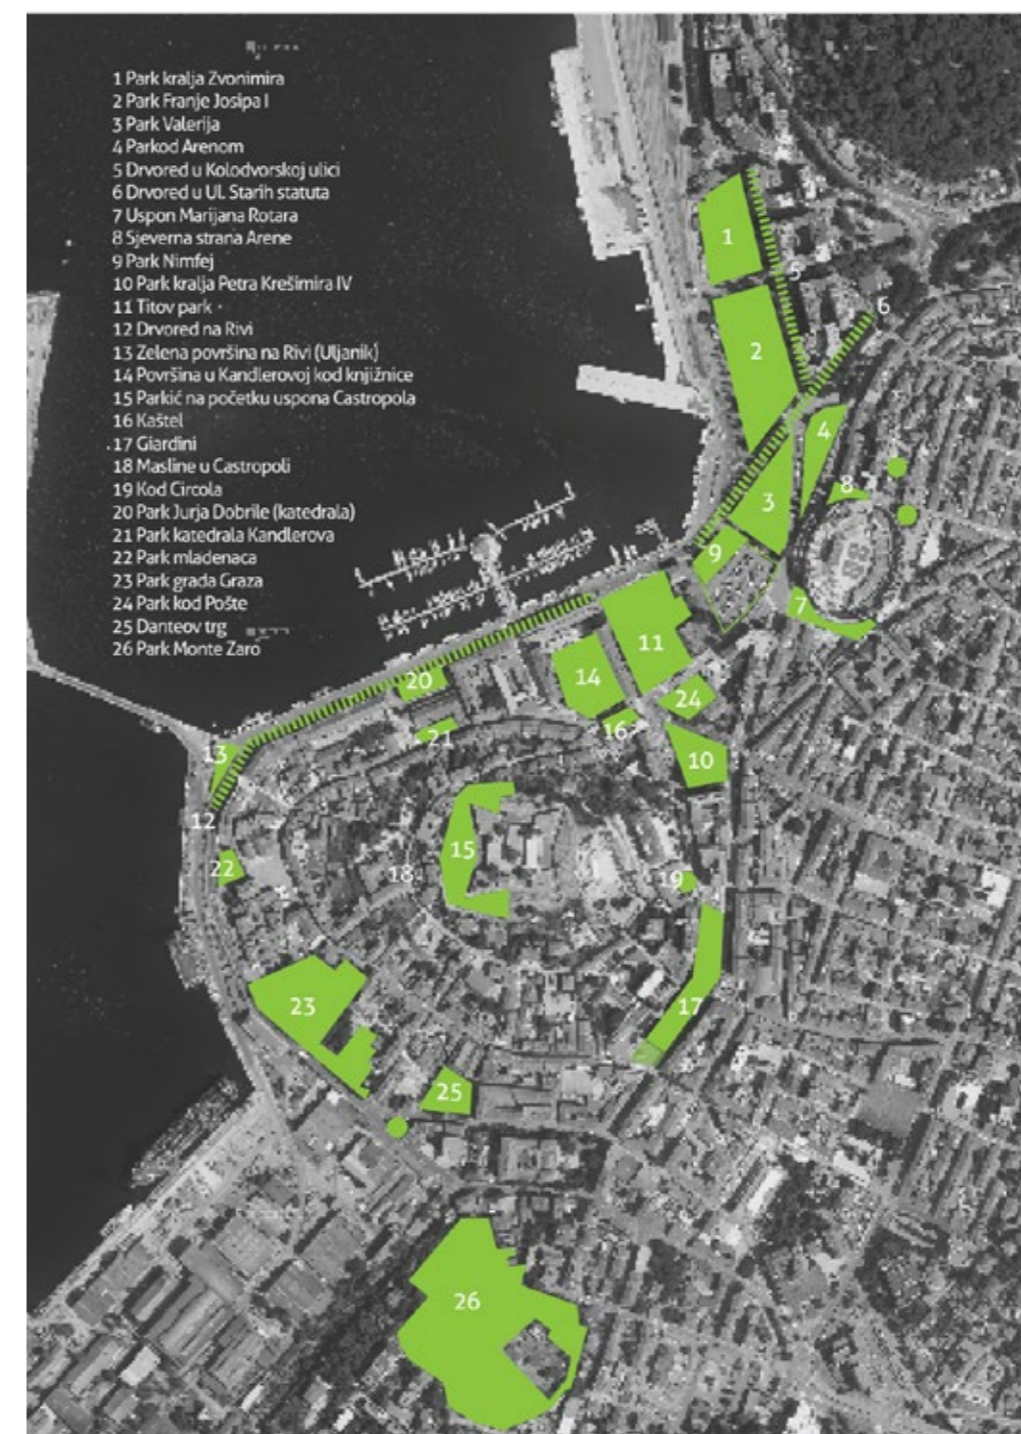 1 Park kralja Zvonimira
2 Park Franje Josipa I
3 Park Valerija
4 Parkod Arenom
5 Drvored u Kolodvorskoj ulici
6 Drvored u Ul. Starih statuta
7 Uspon Marijana Rotara
8 Sjeverna strana Arene
9 Park Nimfej
10 Park kralja Petra Krešimira IV
11 Titov park
12 Drvored na Rivi
13 Zelena površina na Rivi (Uljanik)
14 Površina u Kandlerovoj kod knjižnice
15 Parkić na početku uspona Castropola
16 Kaštel
17 Giardini
18 Masline u Castropoli
19 Kod Circola
20 Park Jurja Dobrile (katedrala)
21 Park katedrala Kandlerova
22 Park mladenaca
23 Park grada Graza
24 Park kod Pošte
25 Danteov trg
26 Park Monte Zaro
1
5
6
2
4
8
3
9
7
11
14
20
24
16
21
13
10
12
15
22
18
19
23
17
25
26